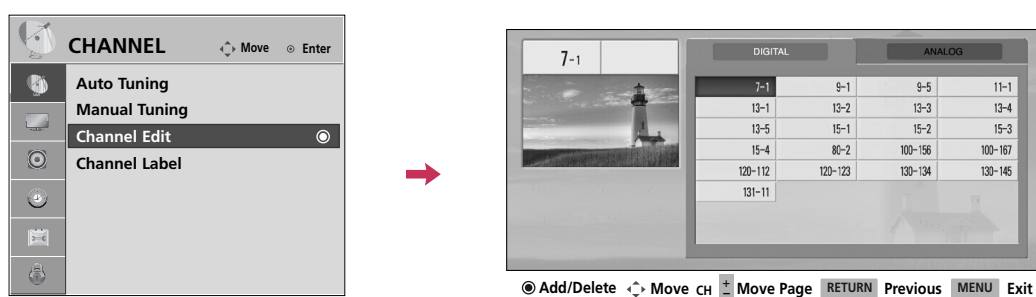 CHANNEL Move Enter
Auto Tuning
Manual Tuning
Channel Edit
Channel Label
7-1
DIGITAL ANALOG
7-1 9-1 9-5 11-1
13-1 13-2 13-3 13-4
13-5 15-1 15-2 15-3
15-4 80-2 100-156 100-167
120-112 120-123 130-134 130-145
131-11
Add/Delete Move CH + - Move Page RETURN Previous MENU Exit